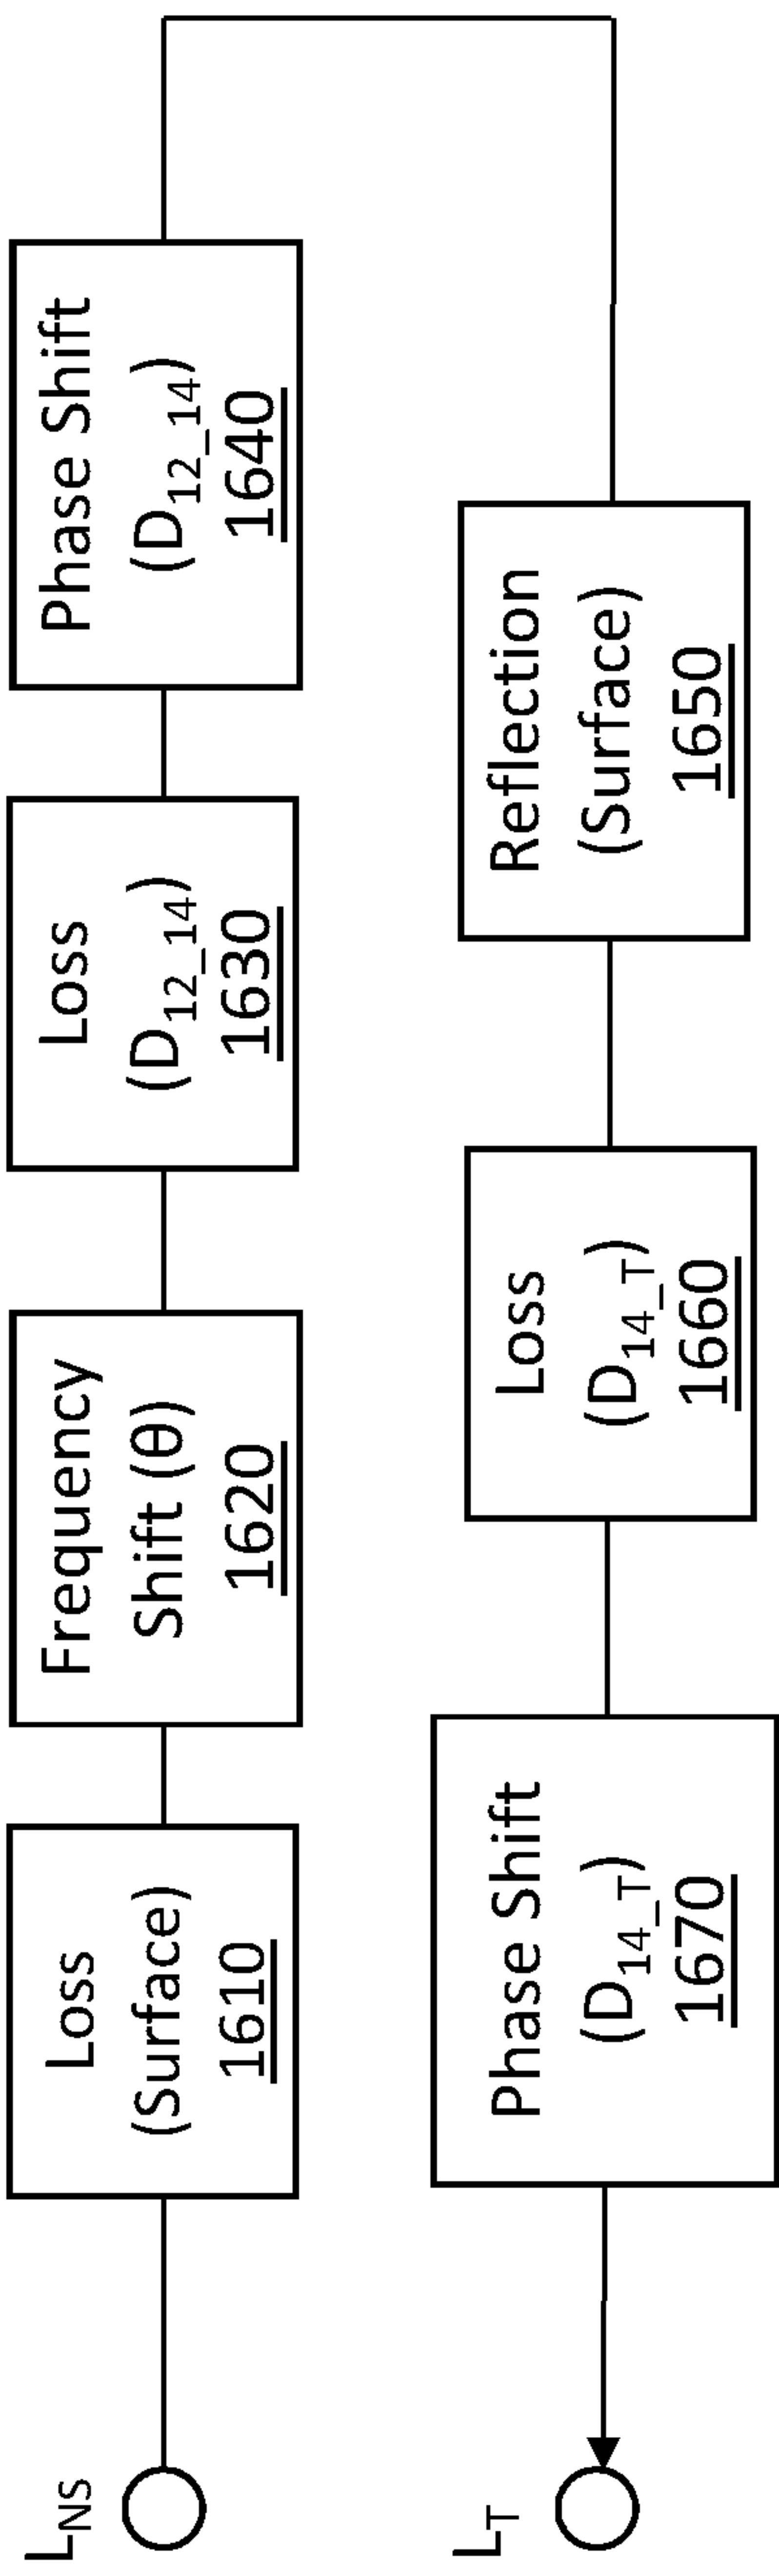 L_NS
Loss
(Surface)
1610
Frequency
Shift (θ)
1620
Loss
(D_12_14)
1630
Phase Shift
(D_12_14)
1640
Reflection
(Surface)
1650
Loss
(D_14_T)
1660
Phase Shift
(D_14_T)
1670
L_T